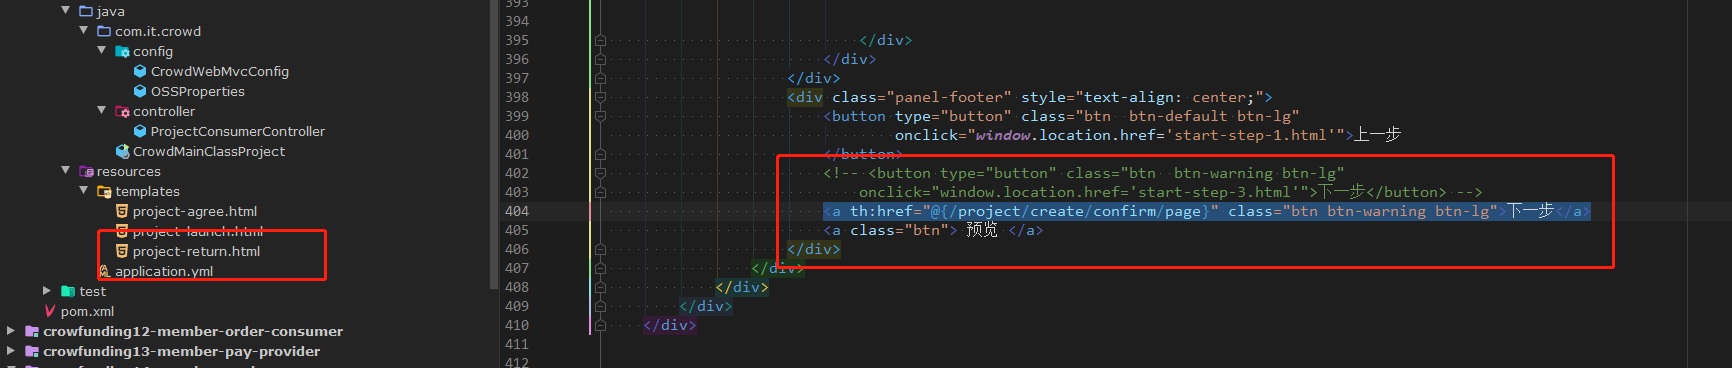 java
com.it.crowd
config
CrowdWebMvcConfig
OSSProperties
controller
ProjectConsumerController
CrowdMainClassProject
resources
templates
project-agree.html
project-launch.html
project-return.html
application.yml
test
pom.xml
crowfunding12-member-order-consumer
crowfunding13-member-pay-provider
393
394
395 </div>
396 </div>
397 </div>
398 <div class="panel-footer" style="text-align: center;">
399 <button type="button" class="btn  btn-default btn-lg"
400 onclick="window.location.href='start-step-1.html'">上一步
401 </button>
402 <!-- <button type="button" class="btn  btn-warning btn-lg"
403 onclick="window.location.href='start-step-3.html'">下一步</button> -->
404 <a th:href="@{/project/create/confirm/page}" class="btn btn-warning btn-lg">下一步</a>
405 <a class="btn"> 预览 </a>
406 </div>
407 </div>
408 </div>
409 </div>
410 </div>
411
412